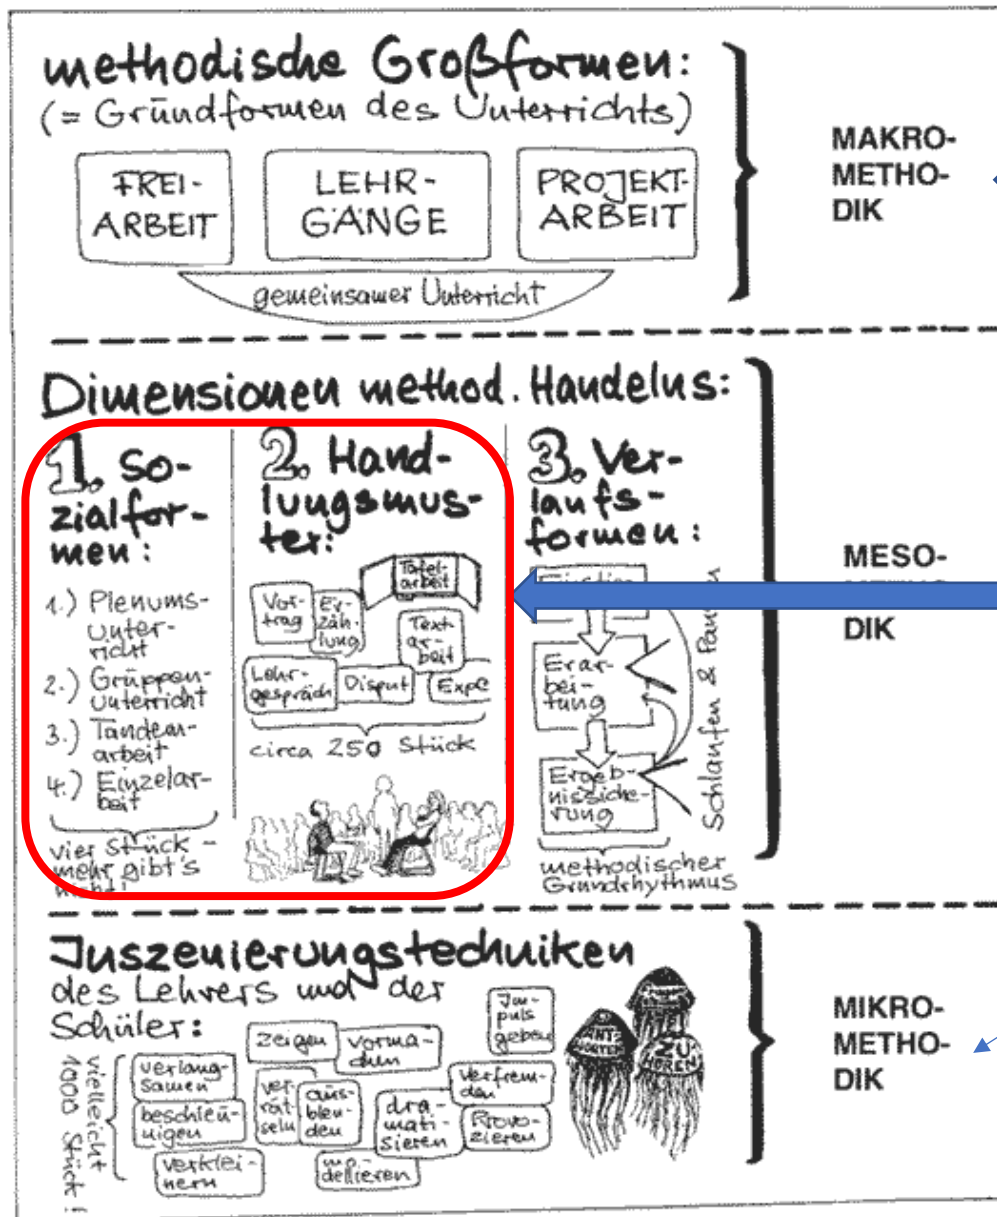 methodische Großformen:
(= Grundformen des Unterrichts)
FREI-
ARBEIT
LEHR-
GÄNGE
PROJEKT-
ARBEIT
gemeinsamer Unterricht
MAKRO-
METHO-
DIK
Dimensionen method. Handelns:
1. So-
zialfor-
men:
1.) Plenums-
unter-
richt
2.) Gruppen-
unterricht
3.) Tandem-
arbeit
4.) Einzelar-
beit
vier Stück -
mehr gibt's
nicht!
2. Hand-
lungsmus-
ter:
Tafel-
arbeit
Vor-
trag
Er-
zäh-
lung
Text-
ar-
beit
Lehr-
gespräch
Disput
Expe
circa 250 Stück
3. Ver-
laufs-
formen:
Erar-
bei-
tung
Ergeb-
nissiche-
rung
Schlaufen &
methodischer
Grundrhythmus
MESO-
DIK
Inszenierungstechniken
des Lehrers und der
Schüler:
vielleicht
1000 Stück!
verlang-
samen
beschleu-
nigen
verklei-
nern
zeigen
vorma-
chen
ver-
rät-
seln
aus-
blen-
den
mo-
dellieren
dra-
mati-
sieren
Im-
puls
geben
verfrem-
den
Provo-
zieren
ANT-
WORTEN
ZU-
HÖREN
MIKRO-
METHO-
DIK